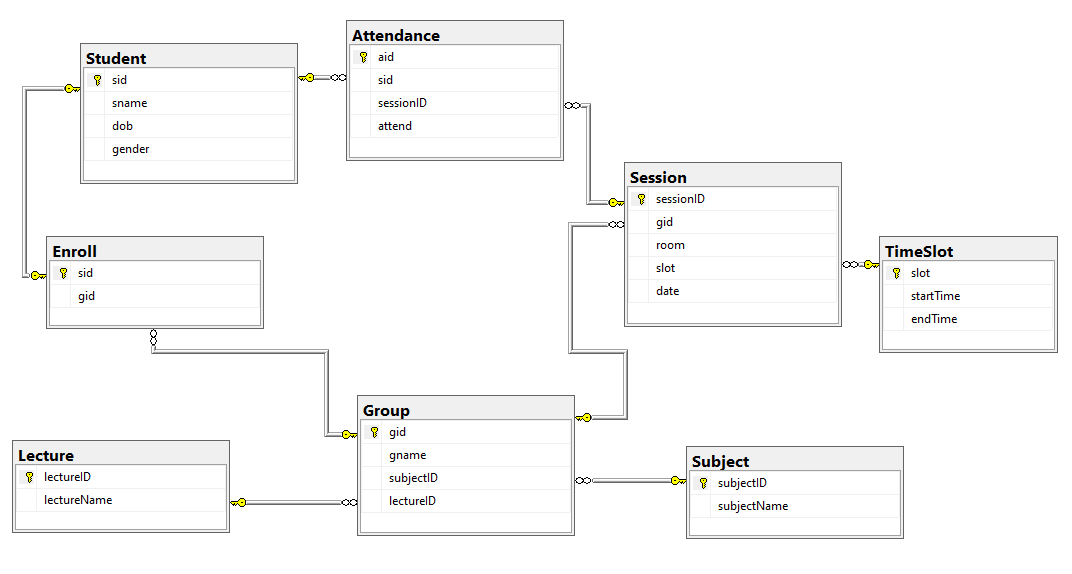 Student
sid
sname
dob
gender
Attendance
aid
sid
sessionID
attend
Session
sessionID
gid
room
slot
date
TimeSlot
slot
startTime
endTime
Enroll
sid
gid
Group
gid
gname
subjectID
lectureID
Lecture
lectureID
lectureName
Subject
subjectID
subjectName